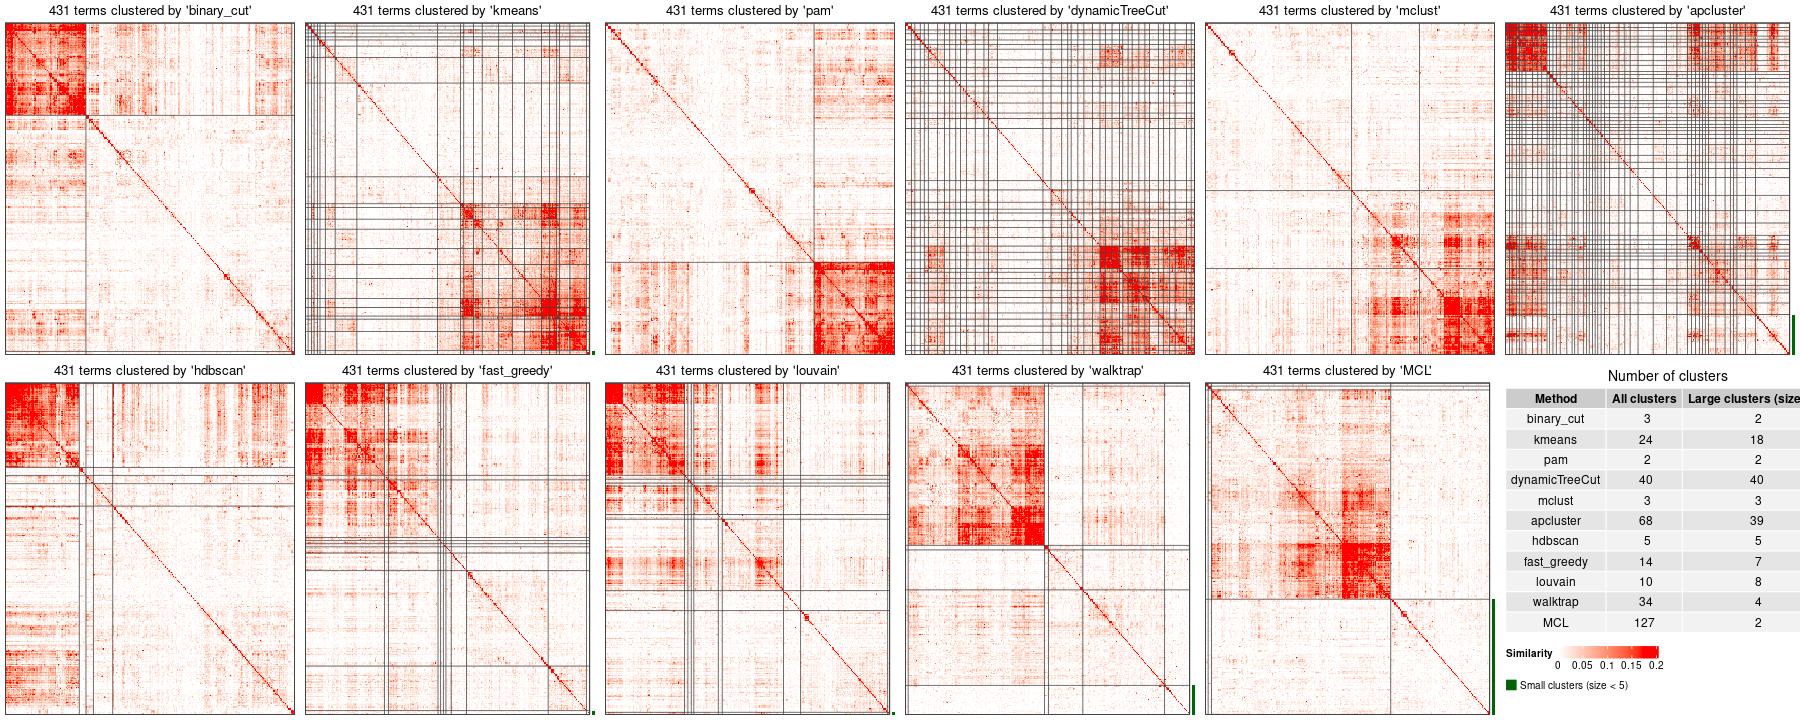 431 terms clustered by 'binary_cut'
431 terms clustered by 'kmeans'
431 terms clustered by 'pam'
431 terms clustered by 'dynamicTreeCut'
431 terms clustered by 'mclust'
431 terms clustered by 'apcluster'
431 terms clustered by 'hdbscan'
431 terms clustered by 'fast_greedy'
431 terms clustered by 'louvain'
431 terms clustered by 'walktrap'
431 terms clustered by 'MCL'
Number of clusters
Method All clusters Large clusters (size
binary_cut 3 2
kmeans 24 18
pam 2 2
dynamicTreeCut 40 40
mclust 3 3
apcluster 68 39
hdbscan 5 5
fast_greedy 14 7
louvain 10 8
walktrap 34 4
MCL 127 2
Similarity
0 0.05 0.1 0.15 0.2
Small clusters (size < 5)